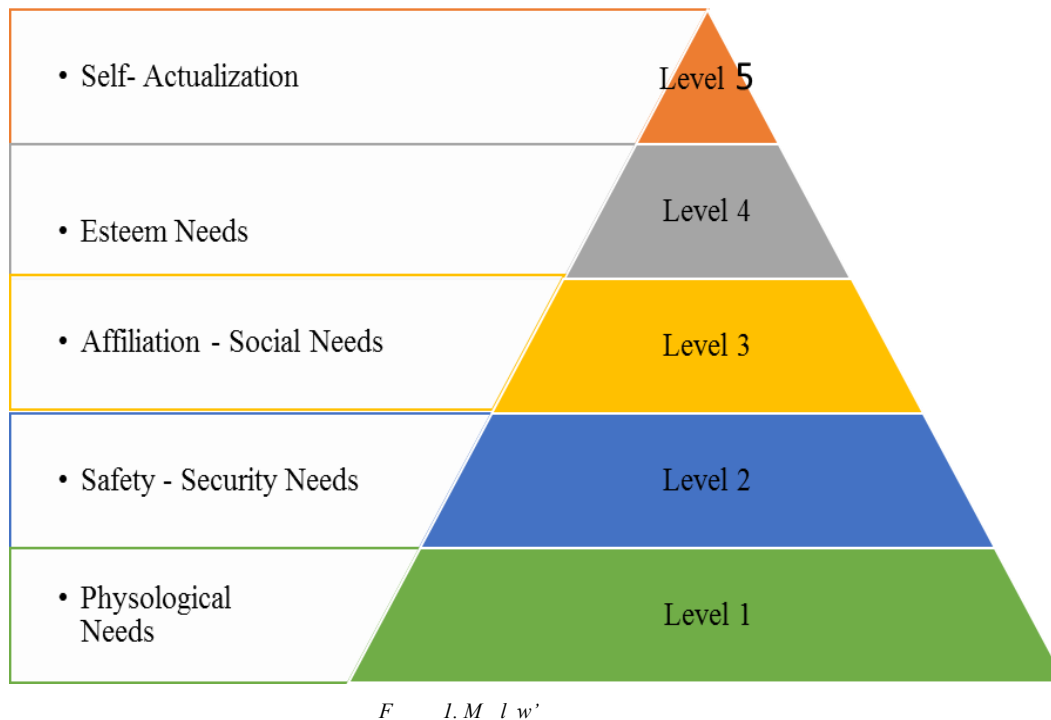 • Self- Actualization
Level 5
• Esteem Needs
Level 4
• Affiliation - Social Needs
Level 3
• Safety - Security Needs
Level 2
• Physological
Needs
Level 1
1.